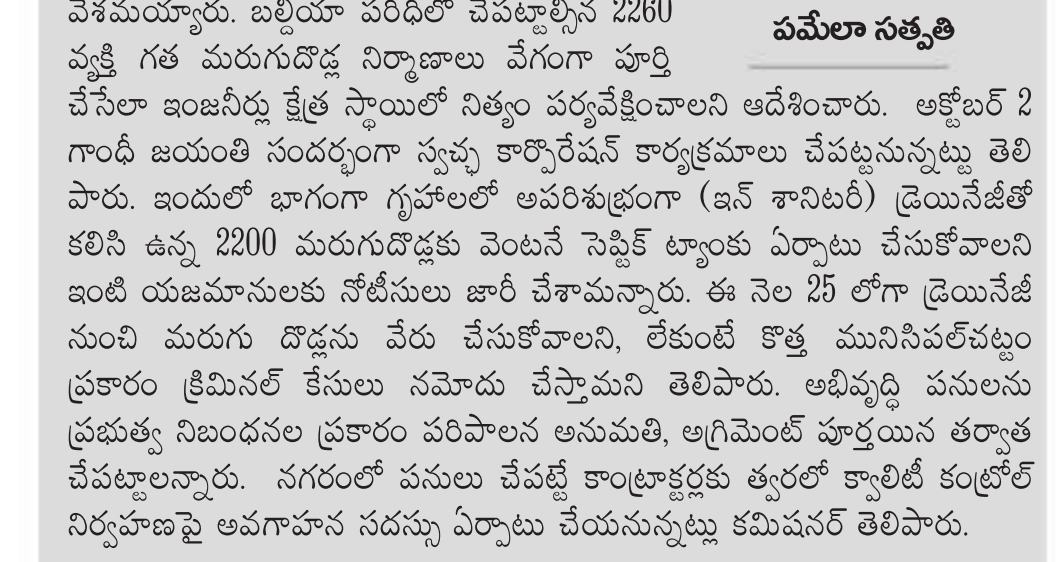 వేశమయ్యారు. బల్దియా పరిధిలో చేపట్టాల్సిన 2260
వ్యక్తి గత మరుగుదొడ్ల నిర్మాణాలు వేగంగా పూర్తి
పమేలా సత్పతి
చేసేలా ఇంజనీర్లు క్షేత్ర స్థాయిలో నిత్యం పర్యవేక్షించాలని ఆదేశించారు. అక్టోబర్ 2
గాంధీ జయంతి సందర్భంగా స్వచ్ఛ కార్పొరేషన్ కార్యక్రమాలు చేపట్టనున్నట్టు తెలి
పారు. ఇందులో భాగంగా గృహాలలో అపరిశుభ్రంగా (ఇన్ శానిటరీ) డ్రెయినేజీతో
కలిసి ఉన్న 2200 మరుగుదొడ్లకు వెంటనే సెప్టిక్ ట్యాంకు ఏర్పాటు చేసుకోవాలని
ఇంటి యజమానులకు నోటీసులు జారీ చేశామన్నారు. ఈ నెల 25 లోగా డ్రెయినేజీ
నుంచి మరుగు దొడ్లను వేరు చేసుకోవాలని, లేకుంటే కొత్త మునిసిపల్‌చట్టం
ప్రకారం క్రిమినల్ కేసులు నమోదు చేస్తామని తెలిపారు. అభివృద్ధి పనులను
ప్రభుత్వ నిబంధనల ప్రకారం పరిపాలన అనుమతి, అగ్రిమెంట్ పూర్తయిన తర్వాత
చేపట్టాలన్నారు. నగరంలో పనులు చేపట్టే కాంట్రాక్టర్లకు త్వరలో క్వాలిటీ కంట్రోల్
నిర్వహణపై అవగాహన సదస్సు ఏర్పాటు చేయనున్నట్లు కమిషనర్ తెలిపారు.